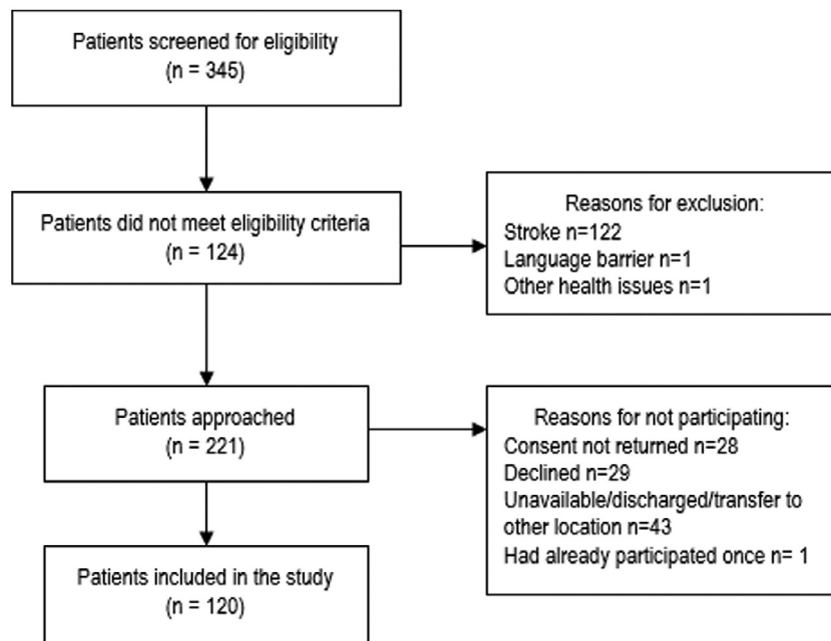 Patients screened for eligibility
(n = 345)
Patients did not meet eligibility criteria
(n = 124)
Reasons for exclusion:
Stroke n=122
Language barrier n=1
Other health issues n=1
Patients approached
(n = 221)
Reasons for not participating:
Consent not returned n=28
Declined n=29
Unavailable/discharged/transfer to
other location n=43
Had already participated once n= 1
Patients included in the study
(n = 120)